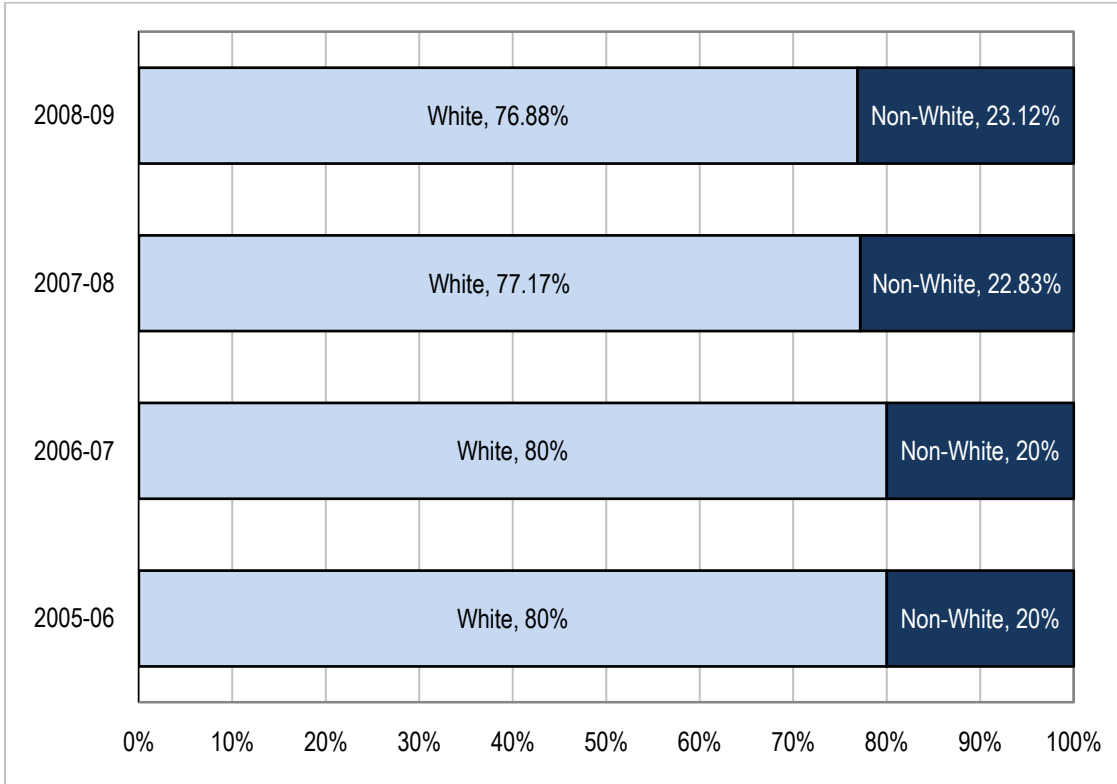 2008-09
White, 76.88%
Non-White, 23.12%
2007-08
White, 77.17%
Non-White, 22.83%
2006-07
White, 80%
Non-White, 20%
2005-06
White, 80%
Non-White, 20%
0% 10% 20% 30% 40% 50% 60% 70% 80% 90% 100%